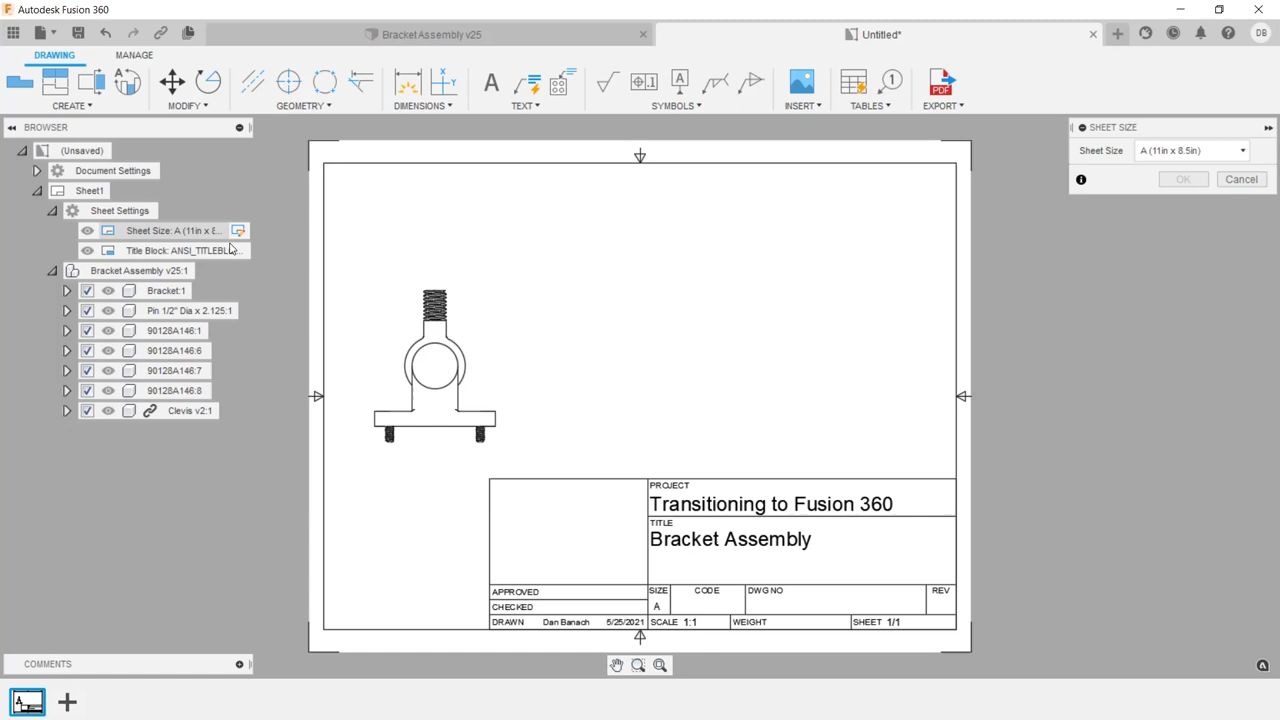 Autodesk Fusion 360
Bracket Assembly v25
Untitled*
DB
DRAWING
MANAGE
CREATE
MODIFY
GEOMETRY
DIMENSIONS
TEXT
SYMBOLS
INSERT
TABLES
EXPORT
BROWSER
(Unsaved)
Document Settings
Sheet1
Sheet Settings
Sheet Size: A (11in x 8...
Title Block: ANSI_TITLEBL...
Bracket Assembly v25:1
Bracket:1
Pin 1/2" Dia x 2.125:1
90128A146:1
90128A146:6
90128A146:7
90128A146:8
Clevis v2:1
SHEET SIZE
Sheet Size A (11in x 8.5in)
OK Cancel
PROJECT
Transitioning to Fusion 360
TITLE
Bracket Assembly
APPROVED
CHECKED
DRAWN Dan Banach 5/25/2021
SIZE CODE DWG NO REV
A
SCALE 1:1 WEIGHT SHEET 1/1
COMMENTS